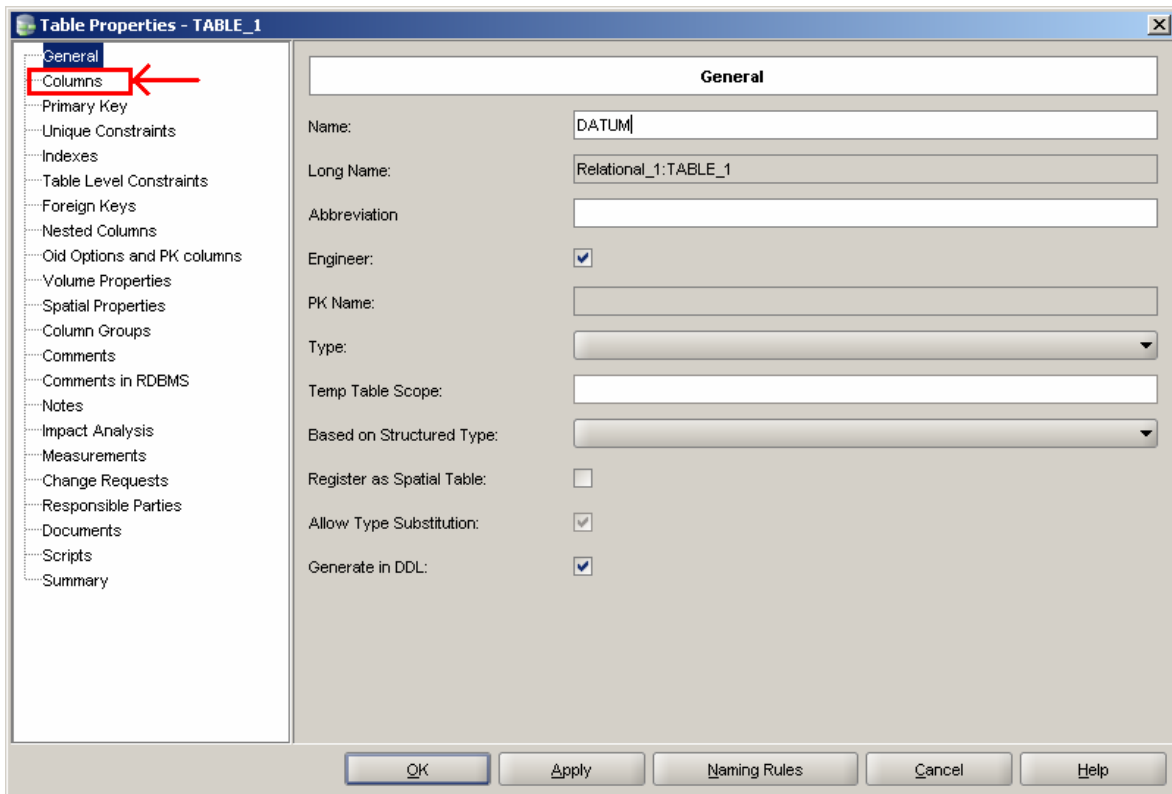 Table Properties - TABLE_1
General
Columns
Primary Key
Unique Constraints
Indexes
Table Level Constraints
Foreign Keys
Nested Columns
Oid Options and PK columns
Volume Properties
Spatial Properties
Column Groups
Comments
Comments in RDBMS
Notes
Impact Analysis
Measurements
Change Requests
Responsible Parties
Documents
Scripts
Summary
General
Name: DATUM
Long Name: Relational_1:TABLE_1
Abbreviation
Engineer:
PK Name:
Type:
Temp Table Scope:
Based on Structured Type:
Register as Spatial Table:
Allow Type Substitution:
Generate in DDL:
OK Apply Naming Rules Cancel Help